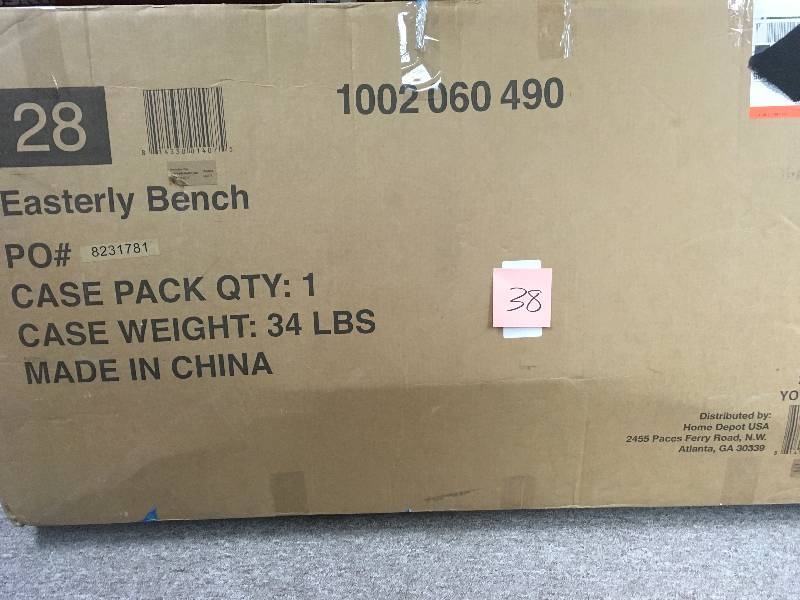 28
1002 060 490
Easterly Bench
PO# 8231781
CASE PACK QTY: 1
CASE WEIGHT: 34 LBS
MADE IN CHINA
38
YO
Distributed by:
Home Depot USA
2455 Paces Ferry Road, N.W.
Atlanta, GA 30339